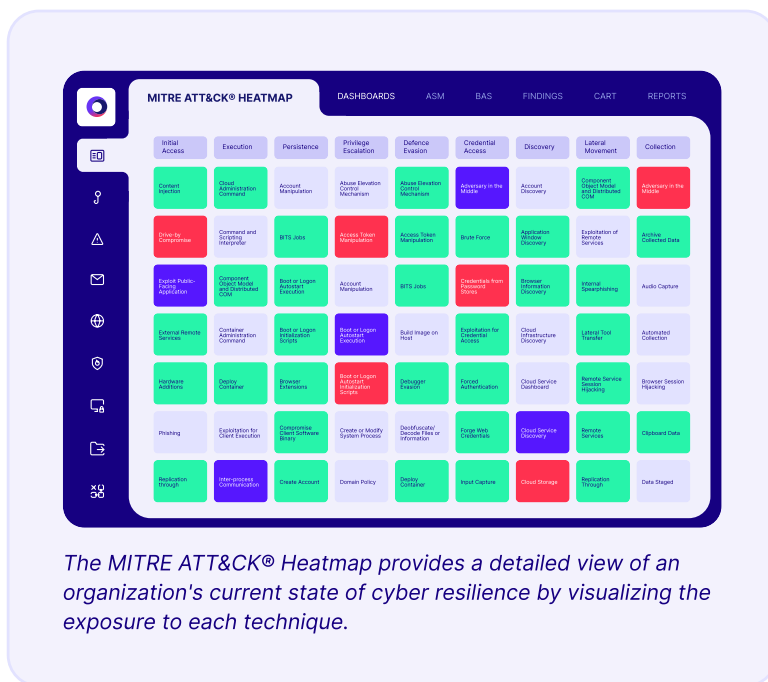 MITRE ATT&CK® HEATMAP
DASHBOARDS
ASM
BAS
FINDINGS
CART
REPORTS
Initial
Access
Execution
Persistence
Privilege
Escalation
Defence
Evasion
Credential
Access
Discovery
Lateral
Movement
Collection
Content
Injection
Cloud
Administration
Command
Account
Manipulation
Abuse Elevation
Control
Mechanism
Abuse Elevation
Control
Mechanism
Adversary in the
Middle
Account
Discovery
Component
Object Model
and Distributed
COM
Adversary in the
Middle
Drive-by
Compromise
Command and
Scripting
Interpreter
BITS Jobs
Access Token
Manipulation
Access Token
Manipulation
Brute Force
Application
Window
Discovery
Exploitation of
Remote
Services
Archive
Collected Data
Exploit Public-
Facing
Application
Component
Object Model
and Distributed
COM
Boot or Logon
Autostart
Execution
Account
Manipulation
BITS Jobs
Credentials from
Password
Stores
Browser
Information
Discovery
Internal
Spearphishing
Audio Capture
External Remote
Services
Container
Administration
Command
Boot or Logon
Initialization
Scripts
Boot or Logon
Autostart
Execution
Build Image on
Host
Exploitation for
Credential
Access
Cloud
Infrastructure
Discovery
Lateral Tool
Transfer
Automated
Collection
Hardware
Additions
Deploy
Container
Browser
Extensions
Boot or Logon
Autostart
Initialization
Scripts
Debugger
Evasion
Forced
Authentication
Cloud Service
Dashboard
Remote Service
Session
Hijacking
Browser Session
Hijacking
Phishing
Exploitation for
Client Execution
Compromise
Client Software
Binary
Create or Modify
System Process
Deobfuscate/
Decode Files or
Information
Forge Web
Credentials
Cloud Service
Discovery
Remote
Services
Clipboard Data
Replication
through
Inter-process
Communication
Create Account
Domain Policy
Deploy
Container
Input Capture
Cloud Storage
Replication
Through
Data Staged
The MITRE ATT&CK® Heatmap provides a detailed view of an
organization's current state of cyber resilience by visualizing the
exposure to each technique.